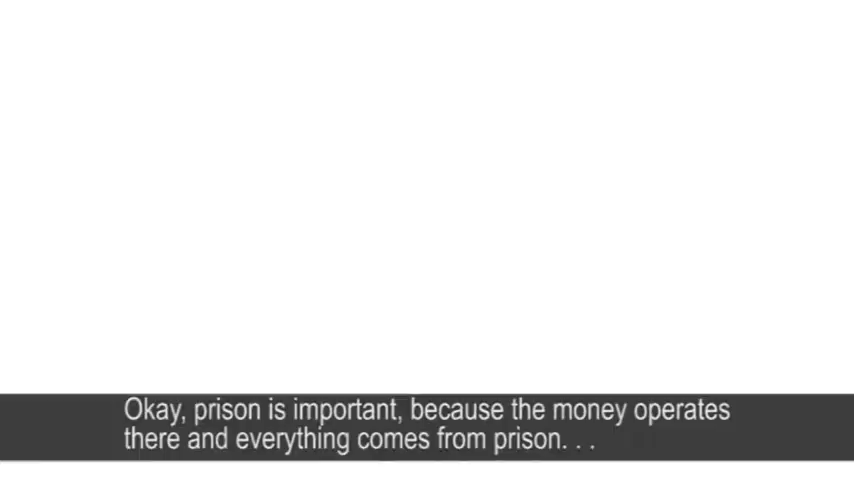 Okay, prison is important, because the money operates
there and everything comes from prison. . .